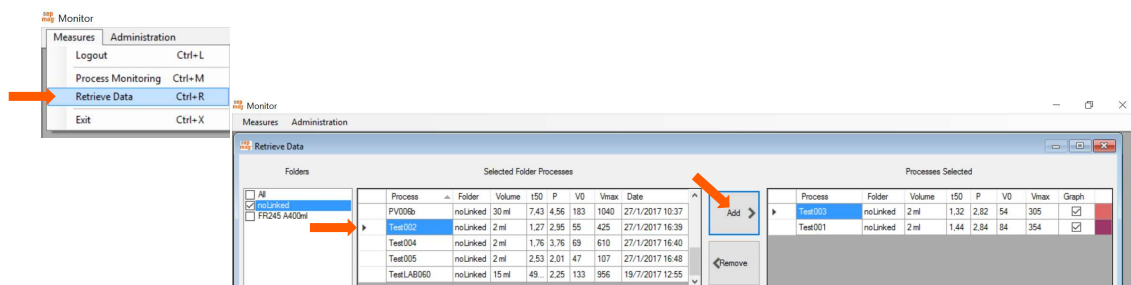 sep mag Monitor
Measures Administration
Logout Ctrl+L
Process Monitoring Ctrl+M
Retrieve Data Ctrl+R
Exit Ctrl+X
sep mag Monitor
Measures Administration
sep mag Retrieve Data
Folders Selected Folder Processes Processes Selected
All
noLinked
FR245 A400ml
Process Folder Volume t50 P V0 Vmax Date
PV006b noLinked 30 ml 7,43 4,56 183 1040 27/1/2017 10:37
Test002 noLinked 2 ml 1,27 2,95 55 425 27/1/2017 16:39
Test004 noLinked 2 ml 1,76 3,76 69 610 27/1/2017 16:40
Test005 noLinked 2 ml 2,53 2,01 47 107 27/1/2017 16:48
TestLAB060 noLinked 15 ml 49... 2,25 133 956 19/7/2017 12:55
Add
Remove
Process Folder Volume t50 P V0 Vmax Graph
Test003 noLinked 2 ml 1,32 2,82 54 305
Test001 noLinked 2 ml 1,44 2,84 84 354